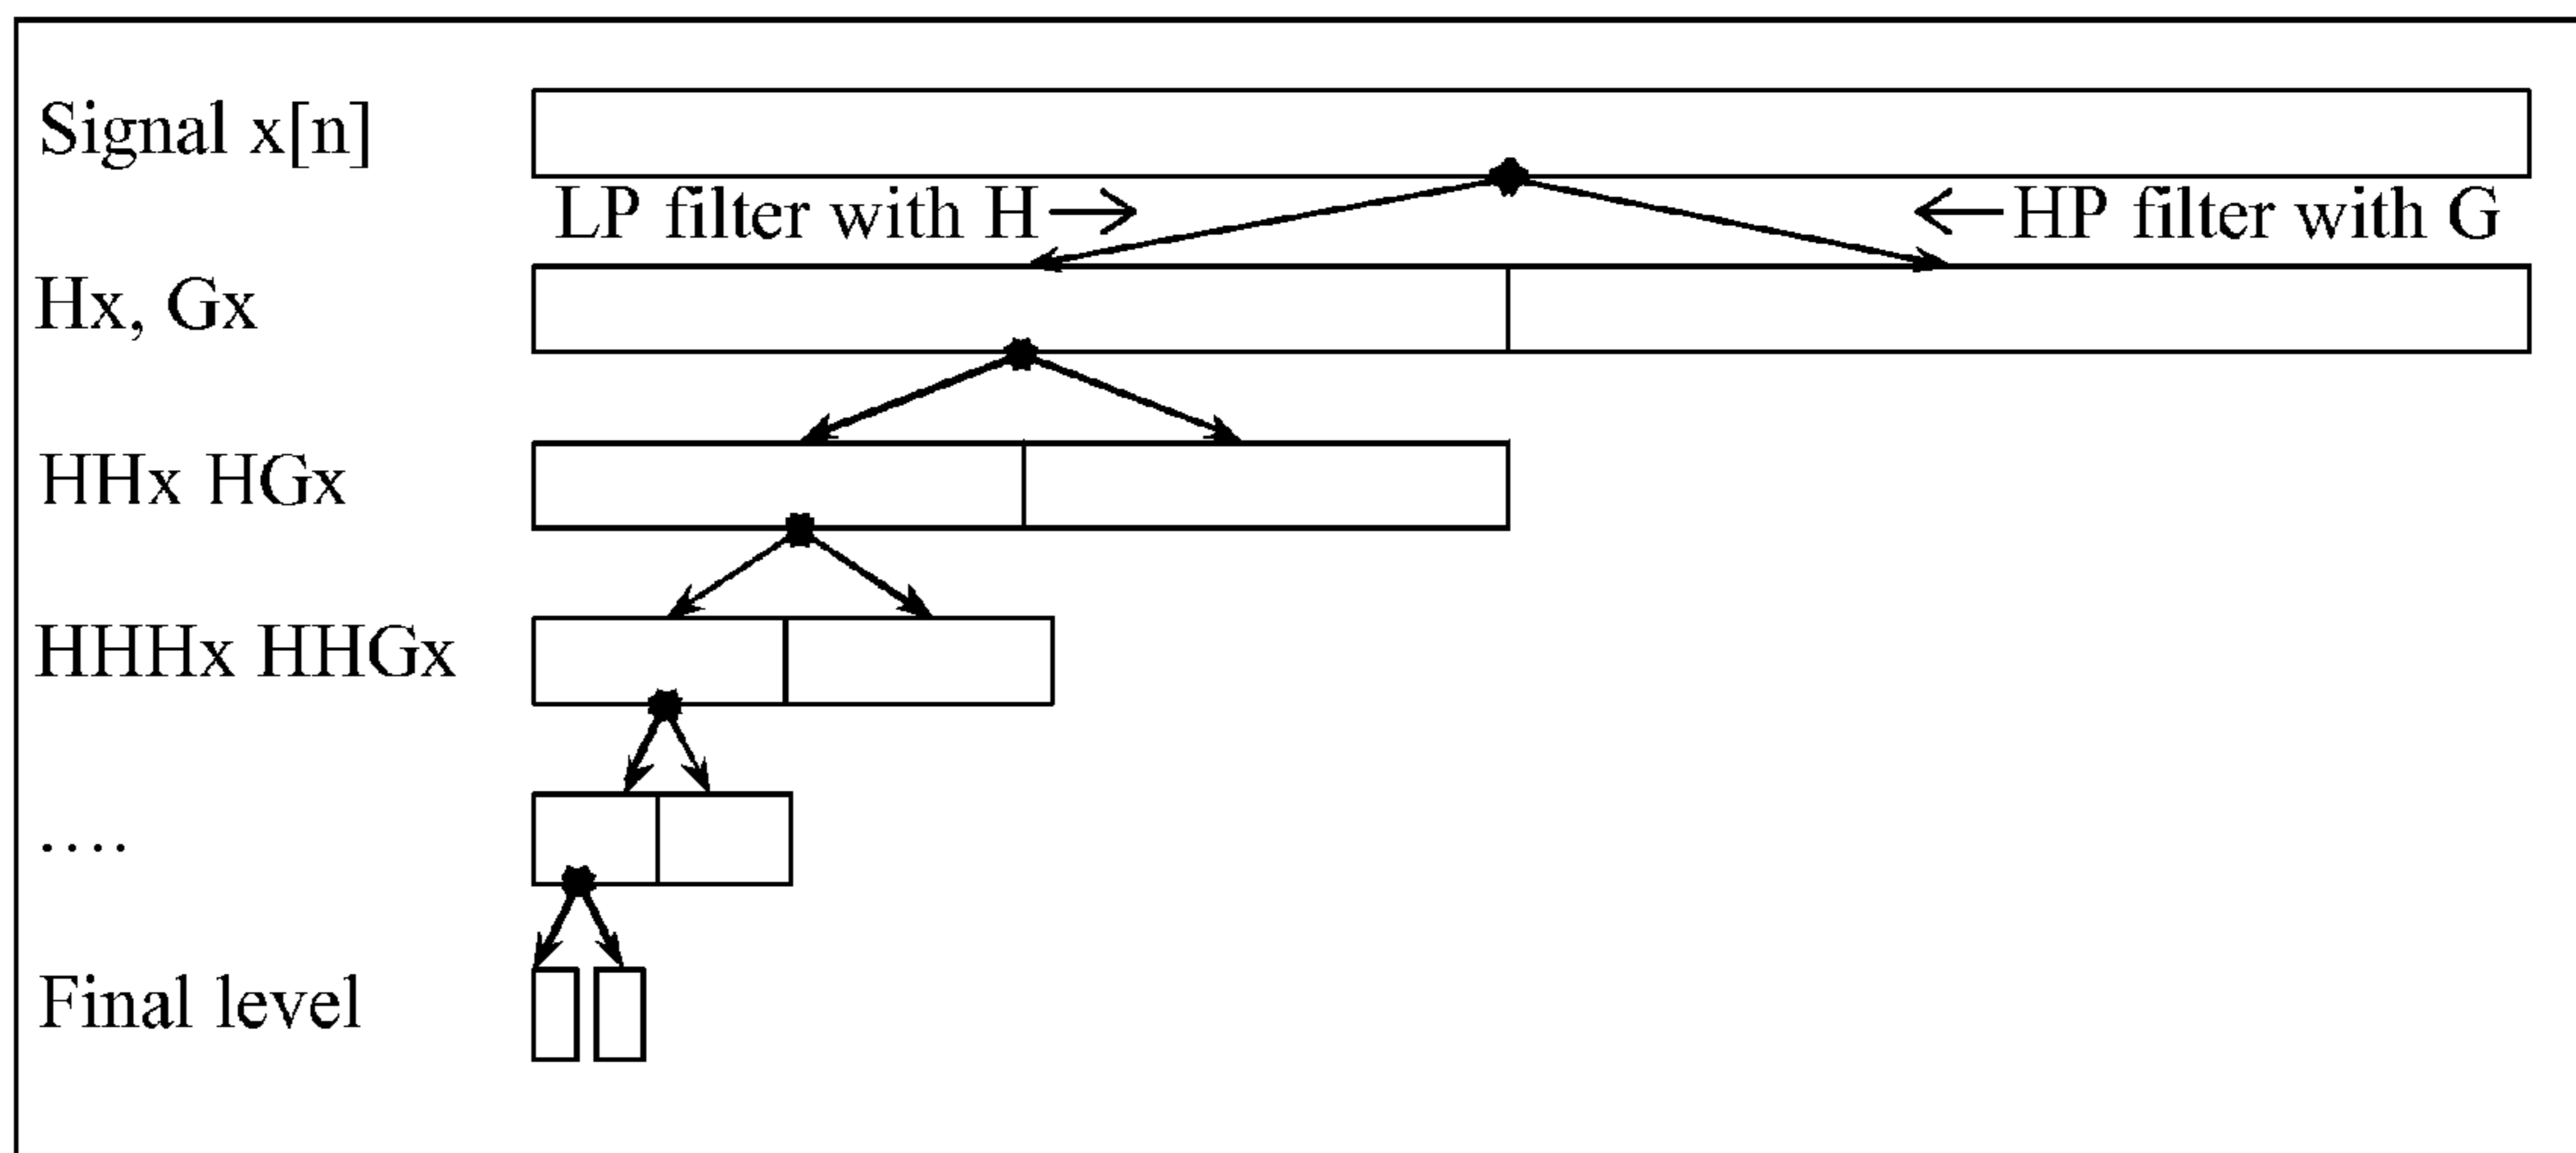 Signal x[n]
LP filter with H
HP filter with G
Hx, Gx
HHx HGx
HHHx HHGx
....
Final level